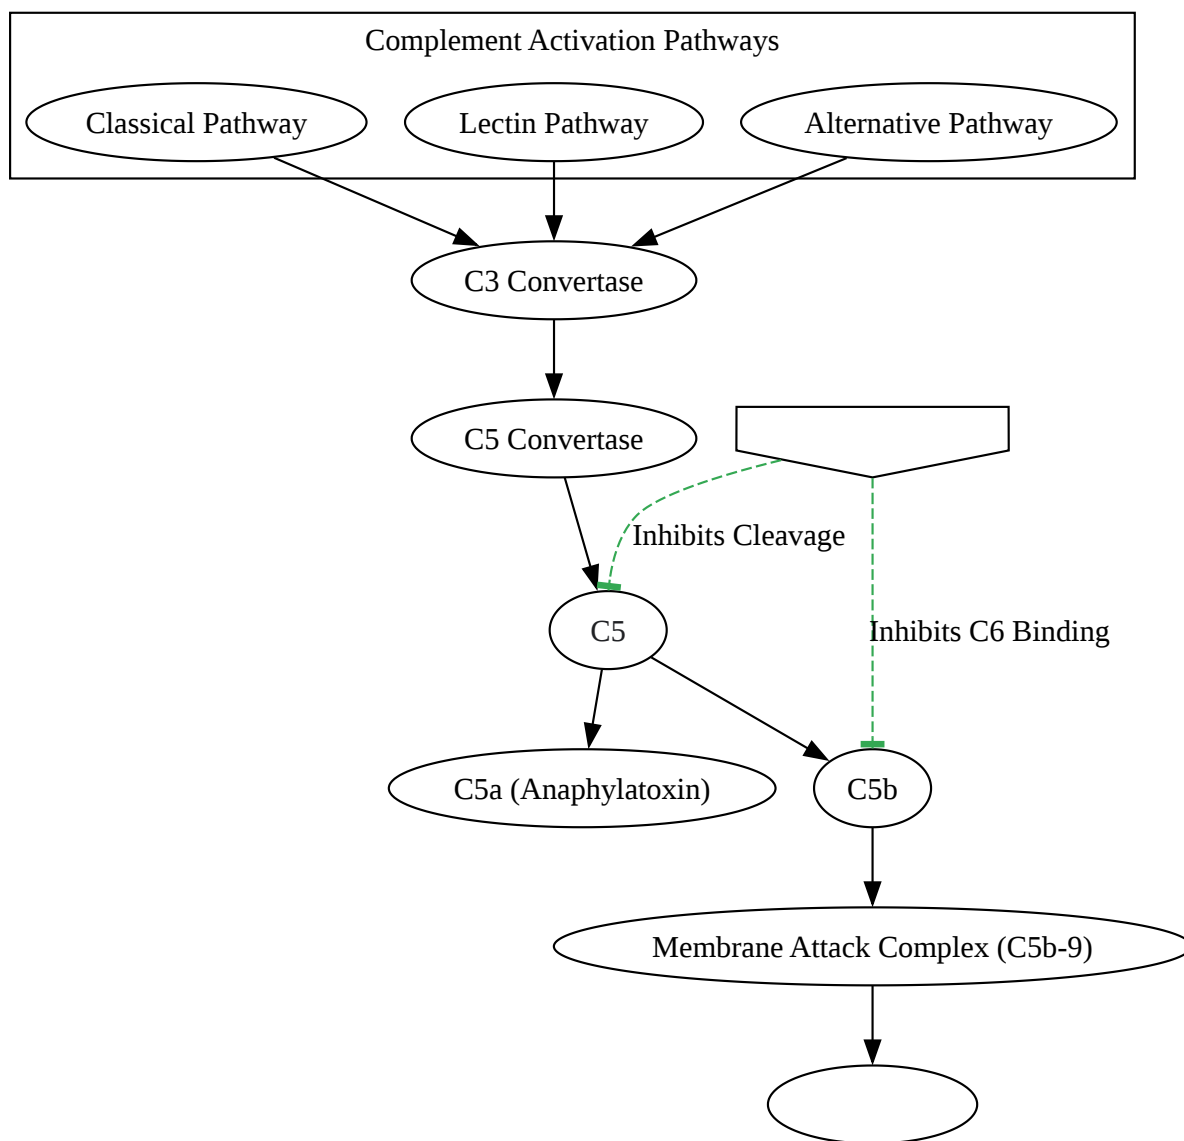 Complement Activation Pathways
Classical Pathway
Lectin Pathway
Alternative Pathway
C3 Convertase
C5 Convertase
Inhibits Cleavage
C5
Inhibits C6 Binding
C5a (Anaphylatoxin)
C5b
Membrane Attack Complex (C5b-9)